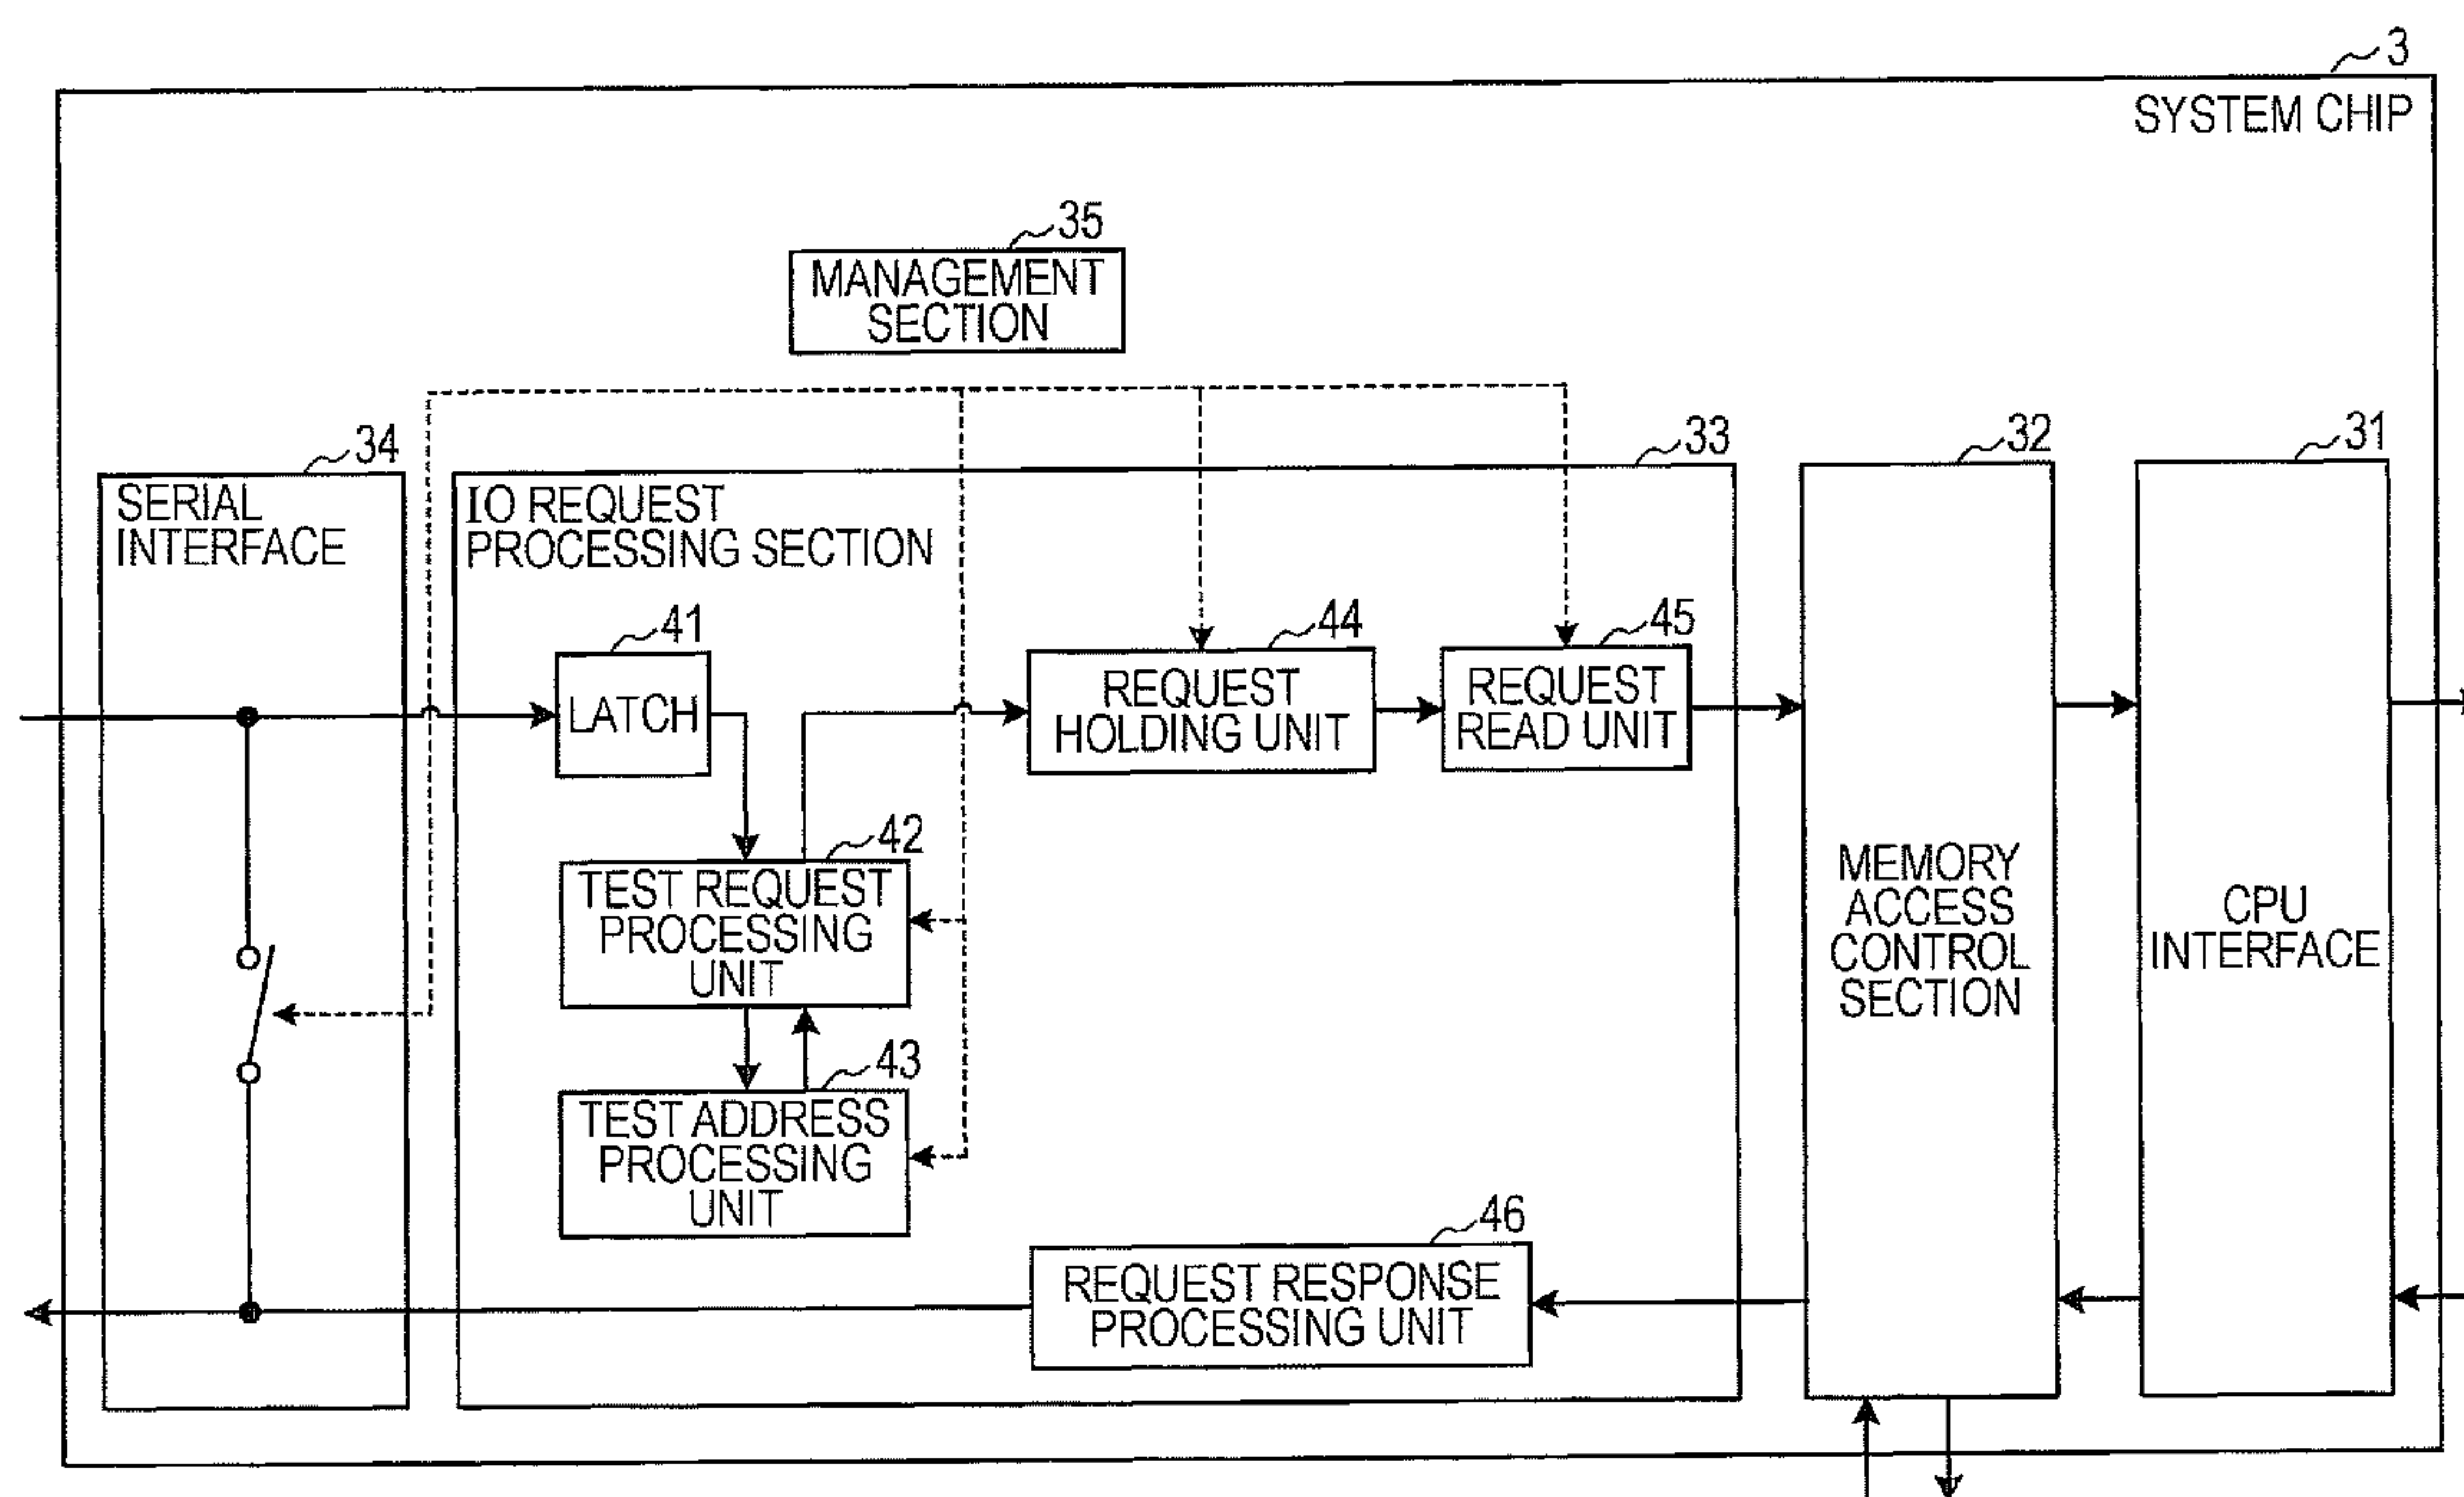 3
SYSTEM CHIP
35
MANAGEMENT
SECTION
34
SERIAL
INTERFACE
33
IO REQUEST
PROCESSING SECTION
41
LATCH
42
TEST REQUEST
PROCESSING
UNIT
43
TEST ADDRESS
PROCESSING
UNIT
44
REQUEST
HOLDING UNIT
45
REQUEST
READ UNIT
46
REQUEST RESPONSE
PROCESSING UNIT
32
MEMORY
ACCESS
CONTROL
SECTION
31
CPU
INTERFACE